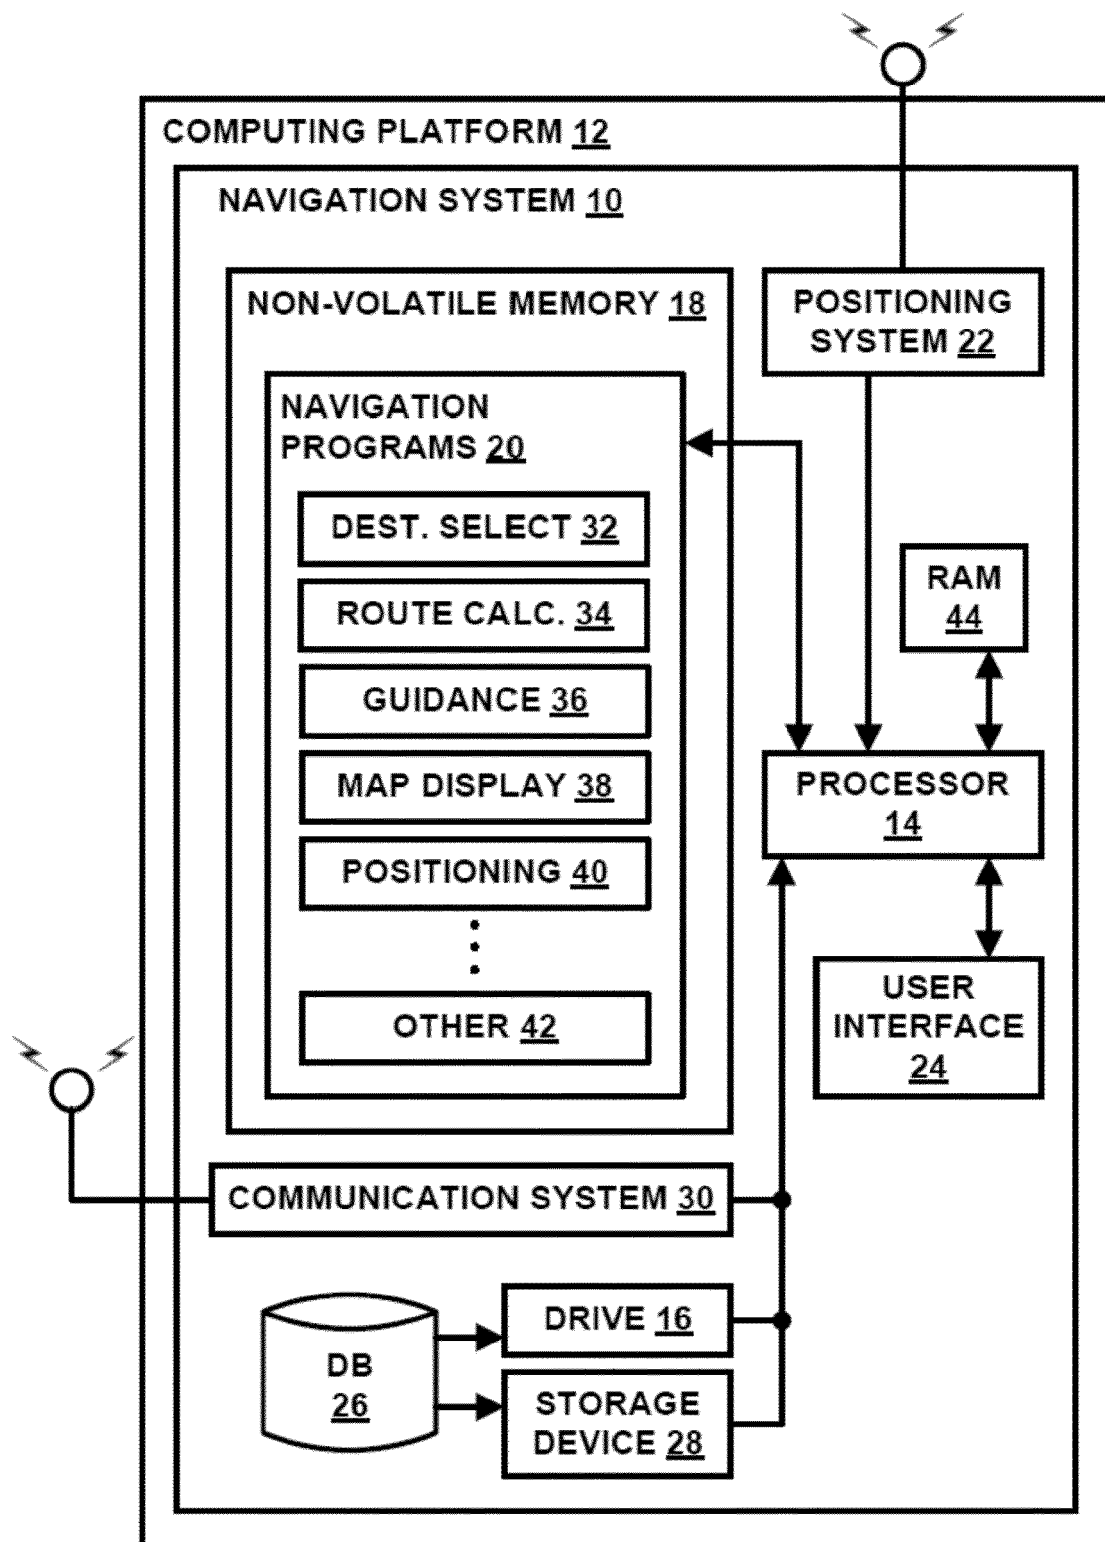 COMPUTING PLATFORM 12
NAVIGATION SYSTEM 10
NON-VOLATILE MEMORY 18
POSITIONING
SYSTEM 22
NAVIGATION
PROGRAMS 20
DEST. SELECT 32
ROUTE CALC. 34
GUIDANCE 36
MAP DISPLAY 38
POSITIONING 40
OTHER 42
RAM
44
PROCESSOR
14
USER
INTERFACE
24
COMMUNICATION SYSTEM 30
DB
26
DRIVE 16
STORAGE
DEVICE 28